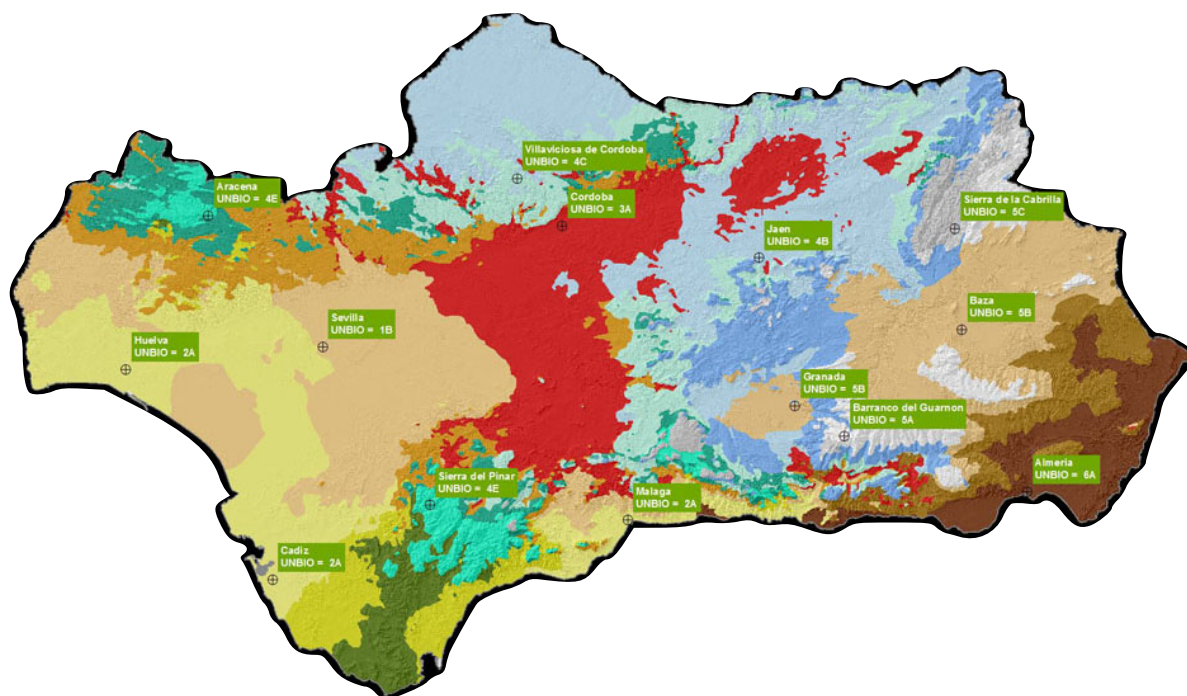 Villaviciosa de Cordoba
UNBIO = 4C
Aracena
UNBIO = 4E
Cordoba
UNBIO = 3A
Sierra de la Cabrilla
UNBIO = 5C
Jaen
UNBIO = 4B
Sevilla
UNBIO = 1B
Baza
UNBIO = 5B
Huelva
UNBIO = 2A
Granada
UNBIO = 5B
Barranco del Guarnon
UNBIO = 5A
Almeria
UNBIO = 6A
Sierra del Pinar
UNBIO = 4E
Malaga
UNBIO = 2A
Cadiz
UNBIO = 2A